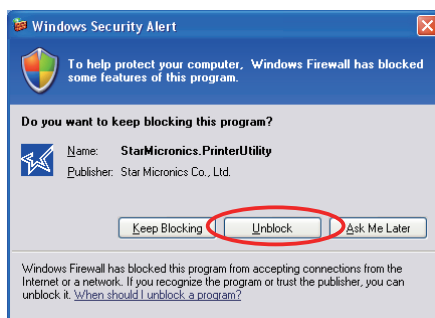 Windows Security Alert
To help protect your computer, Windows Firewall has blocked
some features of this program.
Do you want to keep blocking this program?
Name: StarMicronics.PrinterUtility
Publisher: Star Micronics Co., Ltd.
Keep Blocking Unblock Ask Me Later
Windows Firewall has blocked this program from accepting connections from the
Internet or a network. If you recognize the program or trust the publisher, you can
unblock it. When should I unblock a program?